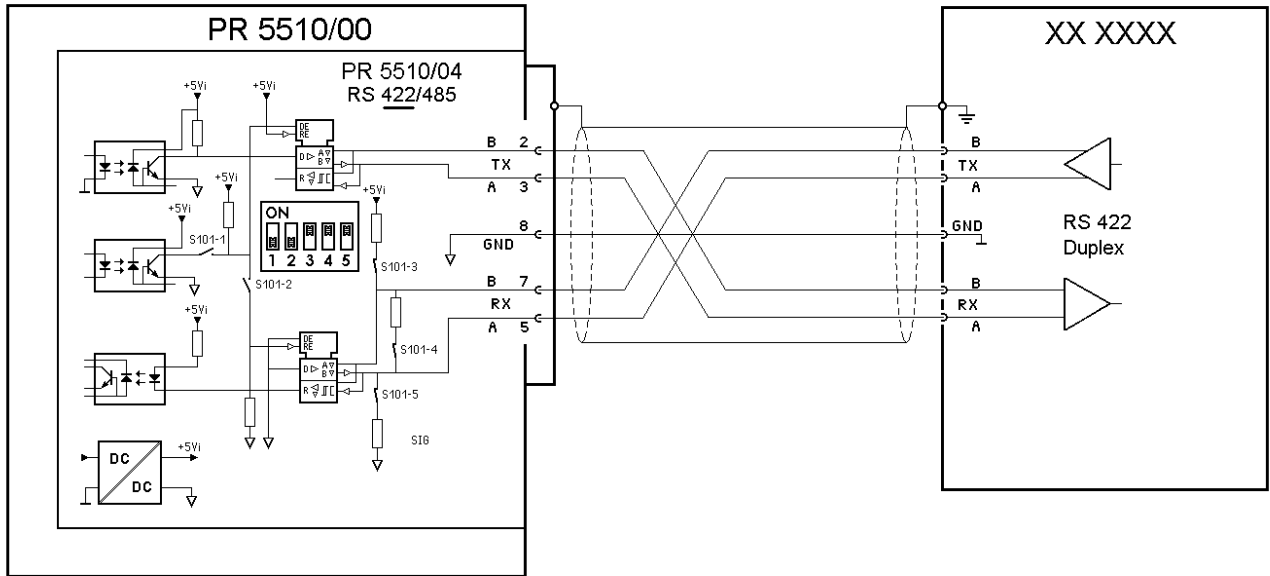 PR 5510/00
XX XXXX
PR 5510/04
RS 422/485
+5Vi
+5Vi
DE
RE
D
A
B
R
B 2
TX
A 3
B
TX
A
+5Vi
+5Vi
ON
1 2 3 4 5
+5Vi
S101-1
8
GND
GND
RS 422
Duplex
S101-2
S101-3
B 7
RX
A 5
B
RX
A
+5Vi
DE
RE
D
A
B
R
S101-4
S101-5
SIG
DC
DC
+5Vi